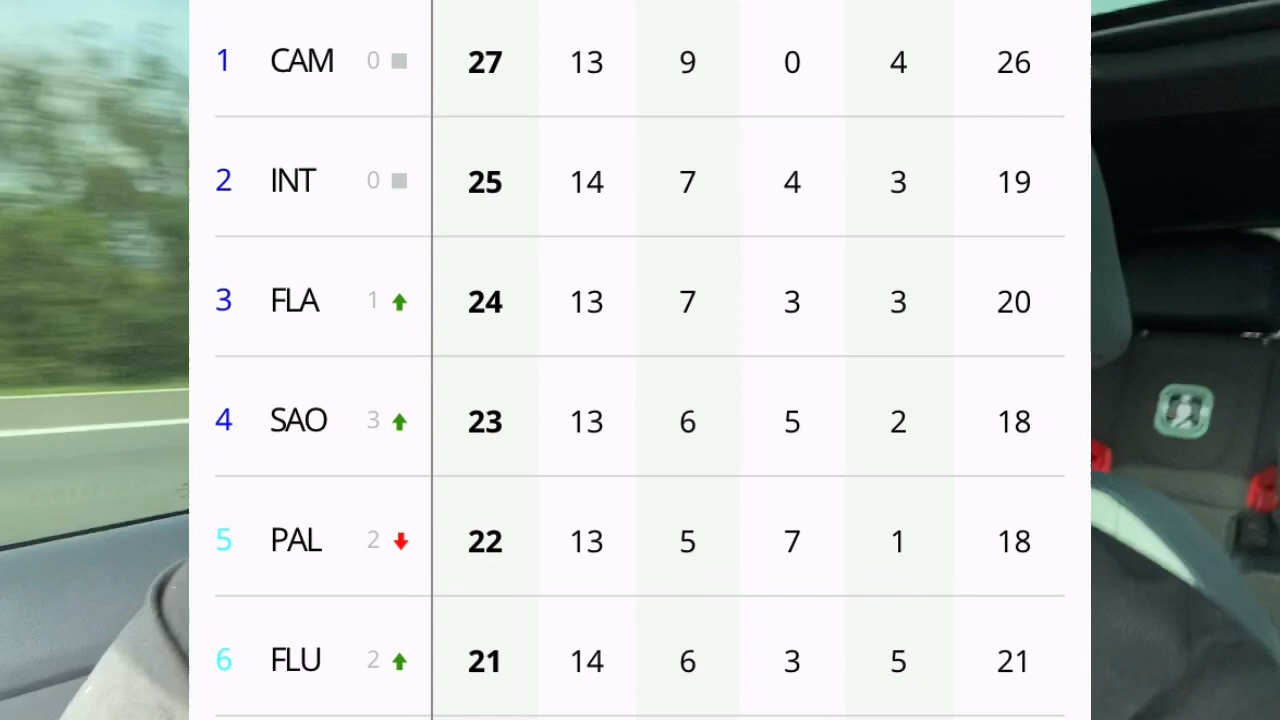 1 CAM 0 27 13 9 0 4 26
2 INT 0 25 14 7 4 3 19
3 FLA 1 24 13 7 3 3 20
4 SAO 3 23 13 6 5 2 18
5 PAL 2 22 13 5 7 1 18
6 FLU 2 21 14 6 3 5 21